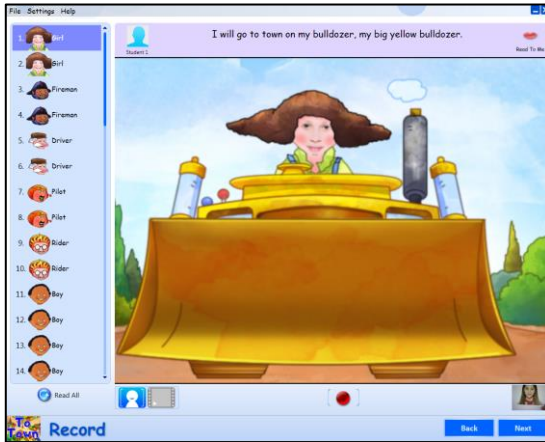 File Settings Help
I will go to town on my bulldozer, my big yellow bulldozer.
Student 1
Read To Me
1. Girl
2. Girl
3. Fireman
4. Fireman
5. Driver
6. Driver
7. Pilot
8. Pilot
9. Rider
10. Rider
11. Boy
12. Boy
13. Boy
14. Boy
Read All
To Town
Record
Back
Next